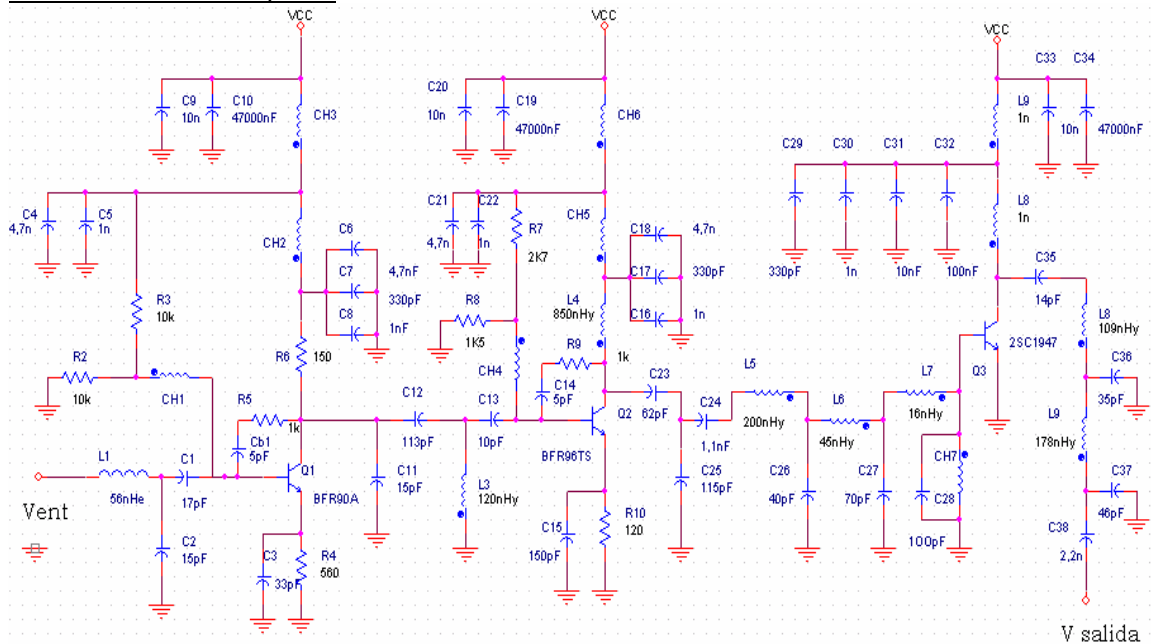 VCC
VCC
VCC
C9
10n
C10
47000nF
CH3
C20
10n
C19
47000nF
CH6
C33
C34
L9
1n
10n
47000nF
C29
C30
C31
C32
330pF
1n
10nF
100nF
C4
4,7n
C5
1n
CH2
C6
4,7nF
C7
330pF
C8
1nF
C21
4,7n
C22
1n
R7
2K7
CH5
C18
4,7n
C17
330pF
C16
1n
L8
1n
C35
14pF
R3
10k
R2
10k
CH1
R6
150
R8
1K5
CH4
L4
850nHy
R9
1k
C14
5pF
2SC1947
Q3
L8
109nHy
C36
35pF
R5
1k
Cb1
5pF
C12
113pF
C13
10pF
Q2
BFR96TS
C23
62pF
C24
1,1nF
L5
200nHy
L6
45nHy
L7
16nHy
L1
56nHe
C1
17pF
Q1
BFR90A
C11
15pF
L3
120nHy
C25
115pF
C26
40pF
C27
70pF
CH7
C28
100pF
L9
178nHy
C37
46pF
C38
2,2n
Vent
C2
15pF
C3
33pF
R4
560
C15
150pF
R10
120
V salida